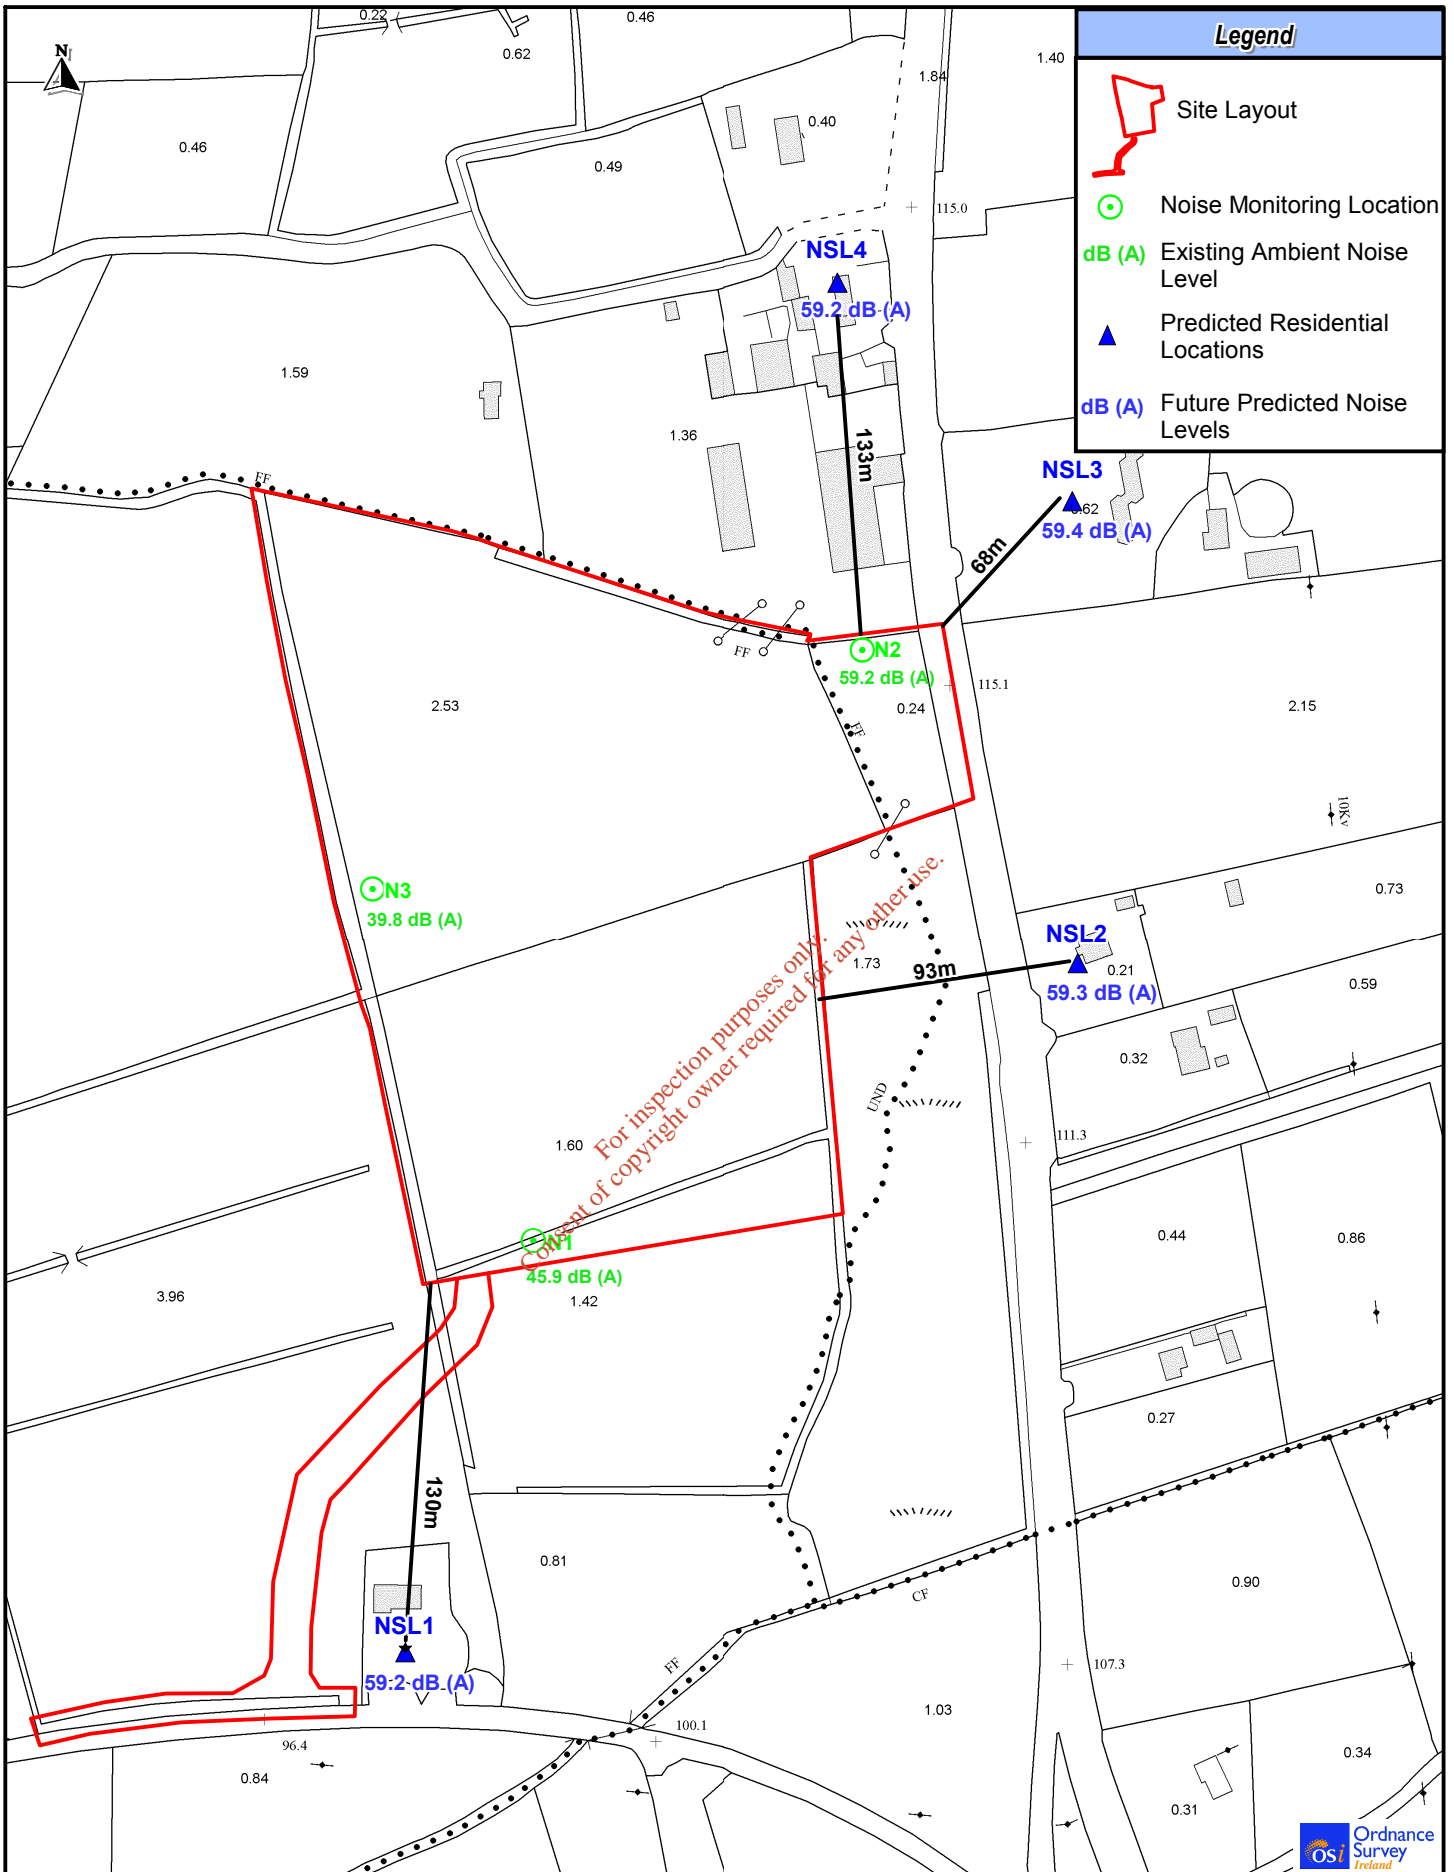 0.22
0.46
0.62
1.40
1.84
0.46
0.40
0.49
N
Legend
Site Layout
Noise Monitoring Location
dB (A)
Existing Ambient Noise
Level
Predicted Residential
Locations
dB (A)
Future Predicted Noise
Levels
115.0
NSL4
59.2 dB (A)
1.59
1.36
133m
NSL3
0.62
59.4 dB (A)
68m
FF
FF
N2
59.2 dB (A)
115.1
0.24
2.53
2.15
FF
10Kv
N3
39.8 dB (A)
0.73
NSL2
0.21
59.3 dB (A)
93m
1.73
0.59
0.32
UND
111.3
1.60
For inspection purposes only.
Consent of copyright owner required for any other use.
N1
45.9 dB (A)
1.42
3.96
0.44
0.86
0.27
130m
0.81
0.90
CF
NSL1
59.2 dB (A)
FF
107.3
1.03
100.1
96.4
0.84
0.34
0.31
osi
Ordnance
Survey
Ireland